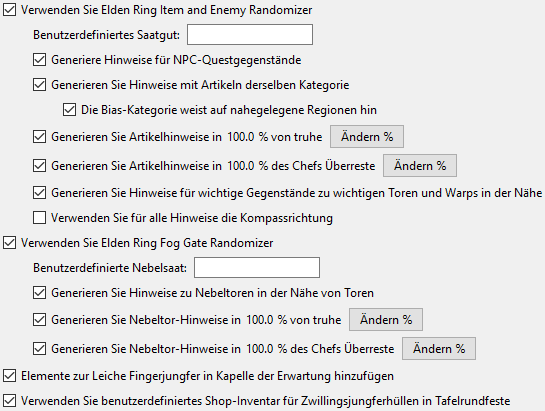 Verwenden Sie Elden Ring Item and Enemy Randomizer
Benutzerdefiniertes Saatgut:
Generiere Hinweise für NPC-Questgegenstände
Generieren Sie Hinweise mit Artikeln derselben Kategorie
Die Bias-Kategorie weist auf nahegelegene Regionen hin
Generieren Sie Artikelhinweise in 100.0 % von truhe Ändern %
Generieren Sie Artikelhinweise in 100.0 % des Chefs Überreste Ändern %
Generieren Sie Hinweise für wichtige Gegenstände zu wichtigen Toren und Warps in der Nähe
Verwenden Sie für alle Hinweise die Kompassrichtung
Verwenden Sie Elden Ring Fog Gate Randomizer
Benutzerdefinierte Nebelsaat:
Generieren Sie Hinweise zu Nebeltoren in der Nähe von Toren
Generieren Sie Nebeltor-Hinweise in 100.0 % von truhe Ändern %
Generieren Sie Nebeltor-Hinweise in 100.0 % des Chefs Überreste Ändern %
Elemente zur Leiche Fingerjungfer in Kapelle der Erwartung hinzufügen
Verwenden Sie benutzerdefiniertes Shop-Inventar für Zwillingsjungferhüllen in Tafelrundfeste